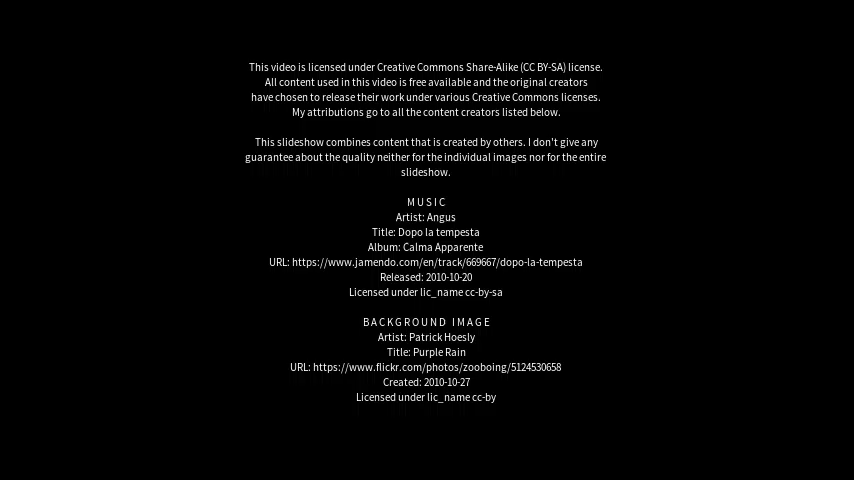 This video is licensed under Creative Commons Share-Alike (CC BY-SA) license.
All content used in this video is free available and the original creators
have chosen to release their work under various Creative Commons licenses.
My attributions go to all the content creators listed below.
This slideshow combines content that is created by others. I don't give any
guarantee about the quality neither for the individual images nor for the entire
slideshow.
MUSIC
Artist: Angus
Title: Dopo la tempesta
Album: Calma Apparente
URL: https://www.jamendo.com/en/track/669667/dopo-la-tempesta
Released: 2010-10-20
Licensed under lic_name cc-by-sa
BACKGROUND IMAGE
Artist: Patrick Hoesly
Title: Purple Rain
URL: https://www.flickr.com/photos/zooboing/5124530658
Created: 2010-10-27
Licensed under lic_name cc-by